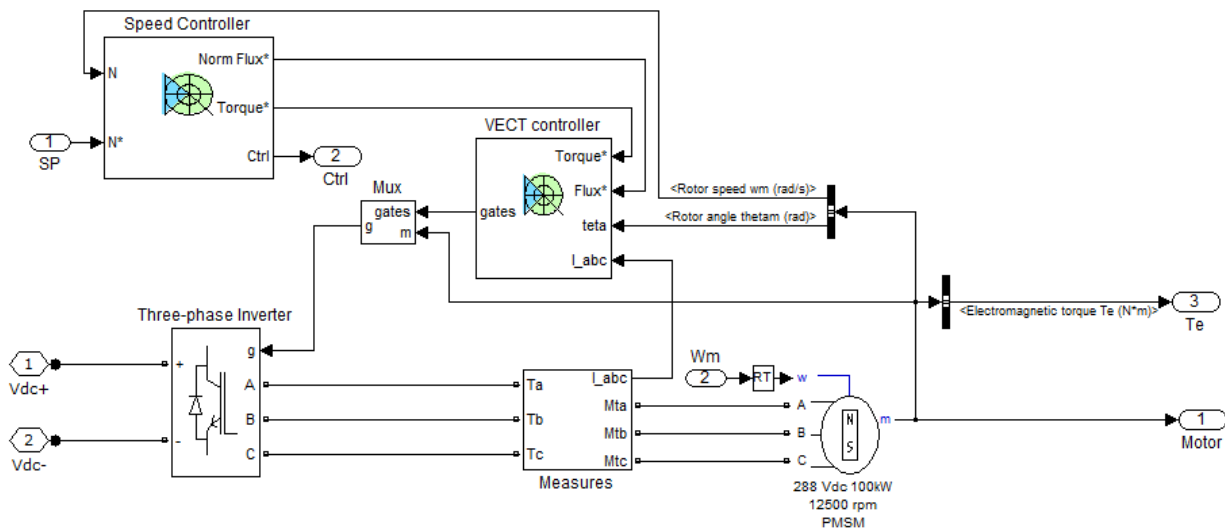 Speed Controller
N
Norm Flux*
Torque*
N*
Ctrl
1
SP
2
Ctrl
VECT controller
Torque*
Flux*
gates
teta
I_abc
Mux
gates
g
m
<Rotor speed wm (rad/s)>
<Rotor angle thetam (rad)>
<Electromagnetic torque Te (N*m)>
3
Te
Three-phase Inverter
g
+
A
B
-
C
1
Vdc+
2
Vdc-
I_abc
Ta
Mta
Tb
Mtb
Tc
Mtc
Measures
Wm
2
RT
w
A
B
C
N
S
m
1
Motor
288 Vdc 100kW
12500 rpm
PMSM